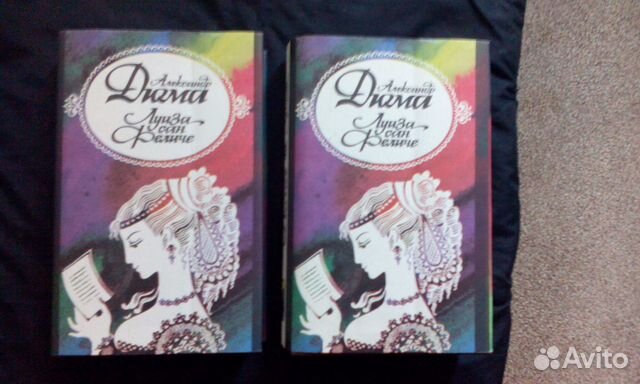 Александр
Дюма
Луиза
сан
Феличе
Александр
Дюма
Луиза
сан
Феличе
Avito